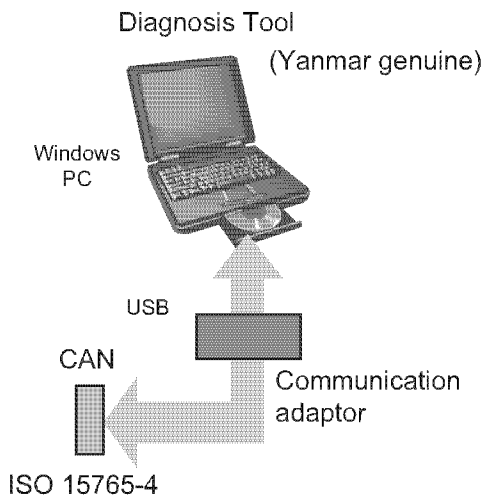 Diagnosis Tool
(Yanmar genuine)
Windows
PC
USB
CAN
Communication
adaptor
ISO 15765-4